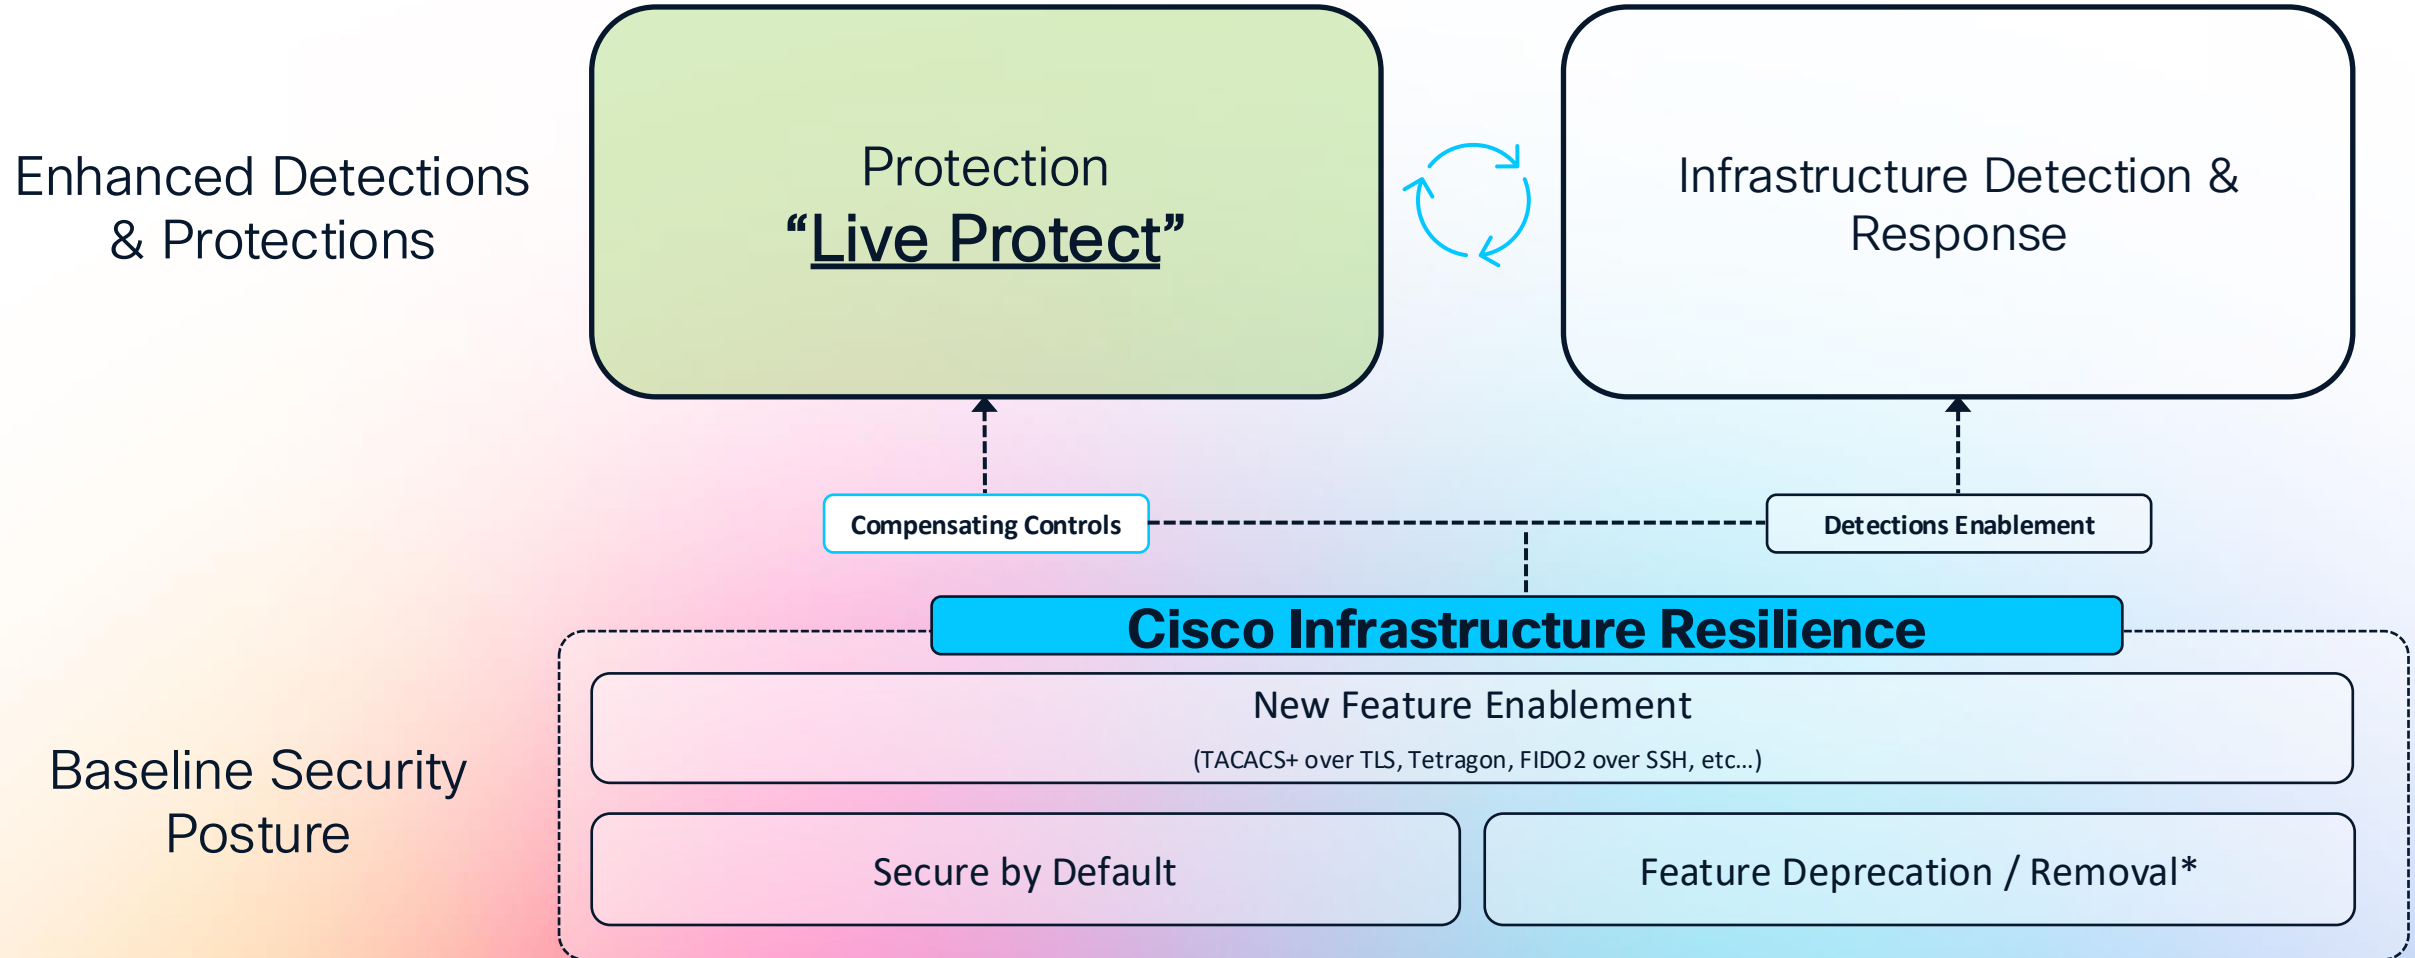 Enhanced Detections
& Protections
Protection
“Live Protect”
Infrastructure Detection &
Response
Compensating Controls
Detections Enablement
Cisco Infrastructure Resilience
Baseline Security
Posture
New Feature Enablement
(TACACS+ over TLS, Tetragon, FIDO2 over SSH, etc...)
Secure by Default
Feature Deprecation / Removal*